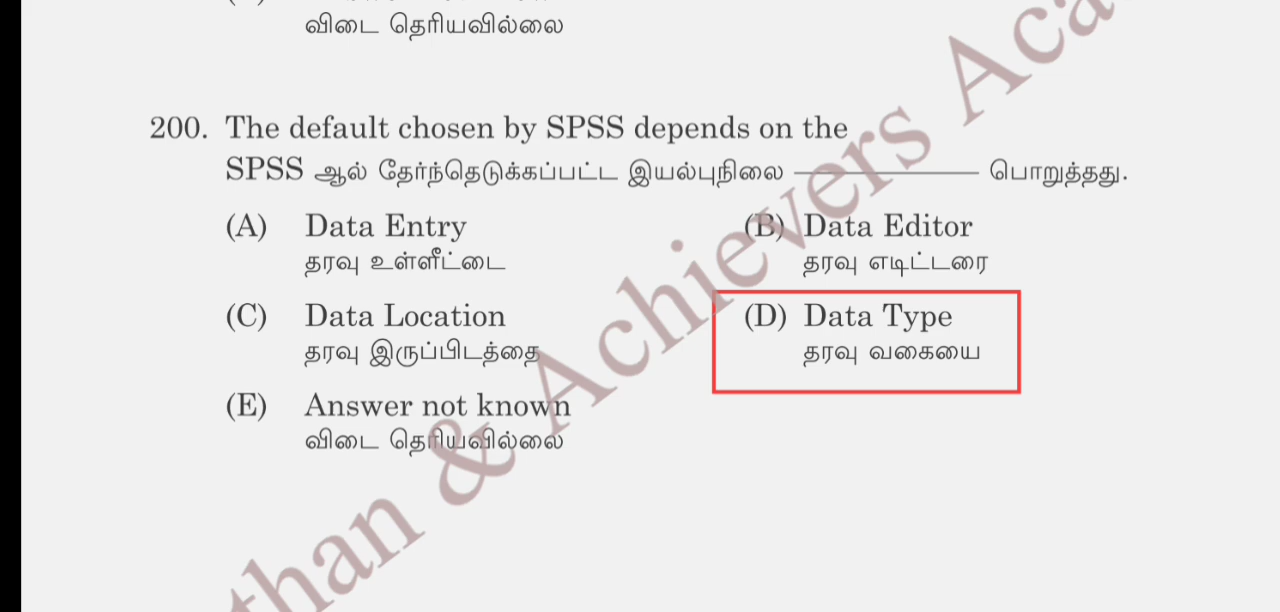 விடை தெரியவில்லை
200. The default chosen by SPSS depends on the
SPSS ஆல் தேர்ந்தெடுக்கப்பட்ட இயல்புநிலை ______ பொறுத்தது.
(A) Data Entry (B) Data Editor
தரவு உள்ளீட்டை தரவு எடிட்டரை
(C) Data Location (D) Data Type
தரவு இருப்பிடத்தை தரவு வகையை
(E) Answer not known
விடை தெரியவில்லை
than & Achievers Aca